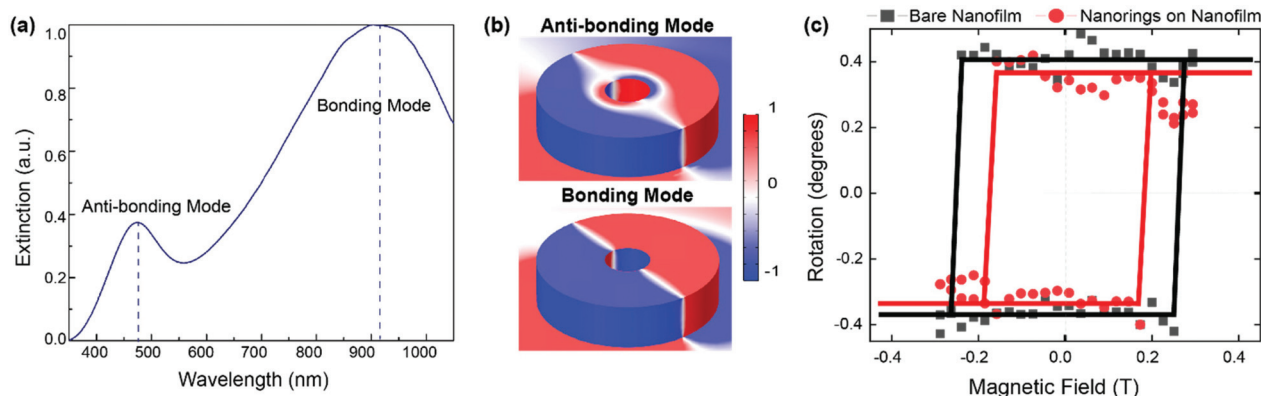 (a)
Extinction (a.u.)
1.0
0.8
0.6
0.4
0.2
0.0
Anti-bonding Mode
Bonding Mode
400 500 600 700 800 900 1000
Wavelength (nm)
(b)
Anti-bonding Mode
Bonding Mode
1
0
-1
(c)
Bare Nanofilm Nanorings on Nanofilm
Rotation (degrees)
0.4
0.2
0.0
-0.2
-0.4
-0.4 -0.2 0.0 0.2 0.4
Magnetic Field (T)